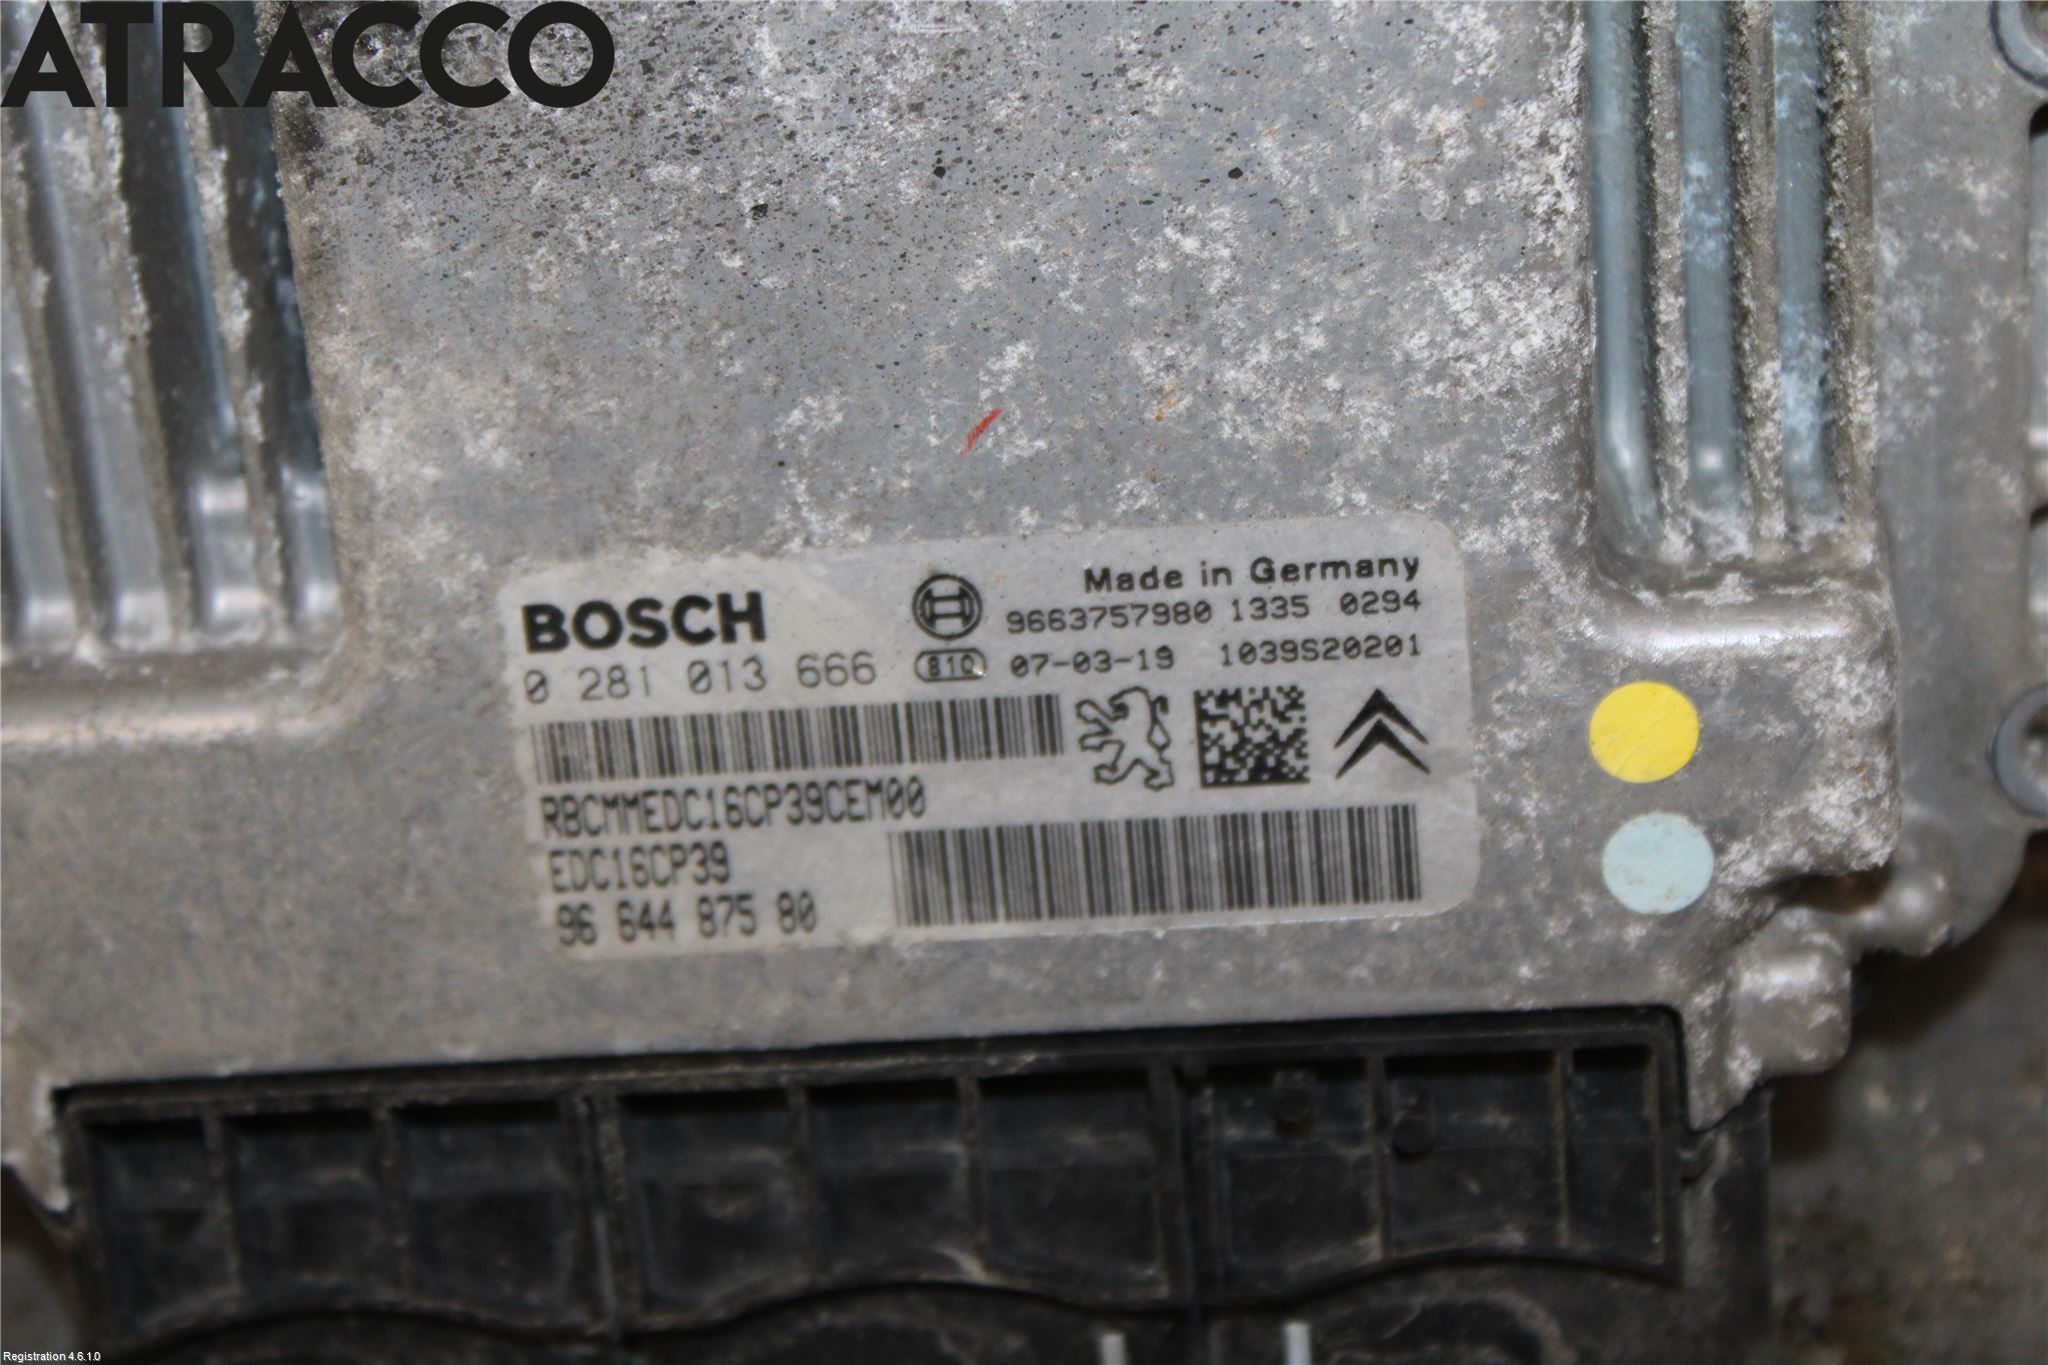 ATRACCO
BOSCH
Made in Germany
9663757980 1335 0294
0 281 013 666
810 07-03-19 1039S20201
RBCMMEDC16CP39CEM00
EDC16CP39
96 644 875 80
Registration 4.6.1.0